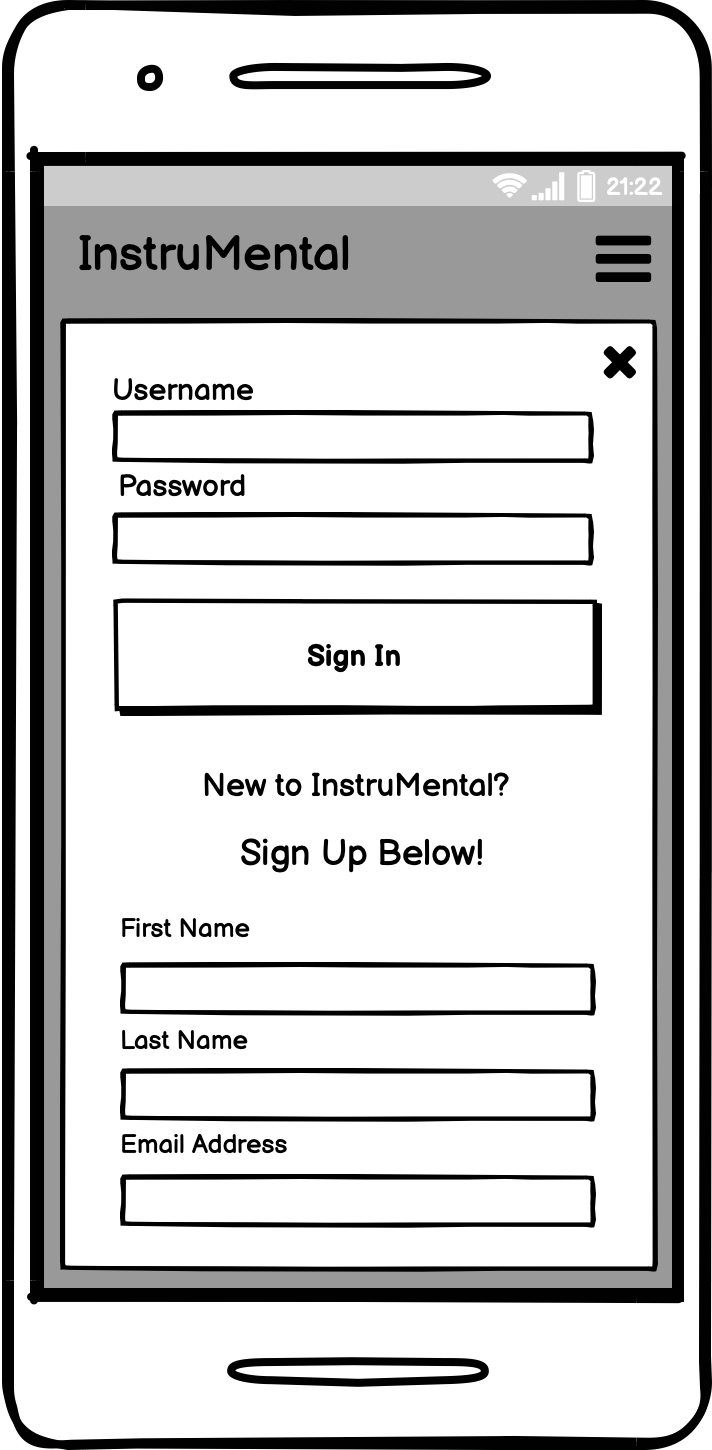 21:22
InstruMental
Username
Password
Sign In
New to InstruMental?
Sign Up Below!
First Name
Last Name
Email Address